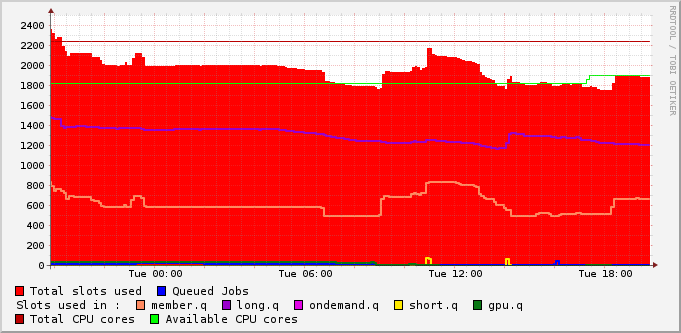 2400
2200
2000
1800
1600
1400
1200
1000
800
600
400
200
0
Tue 00:00 Tue 06:00 Tue 12:00 Tue 18:00
Total slots used Queued Jobs
Slots used in : member.q long.q ondemand.q short.q gpu.q
Total CPU cores Available CPU cores
RRDTOOL / TOBI OETIKER